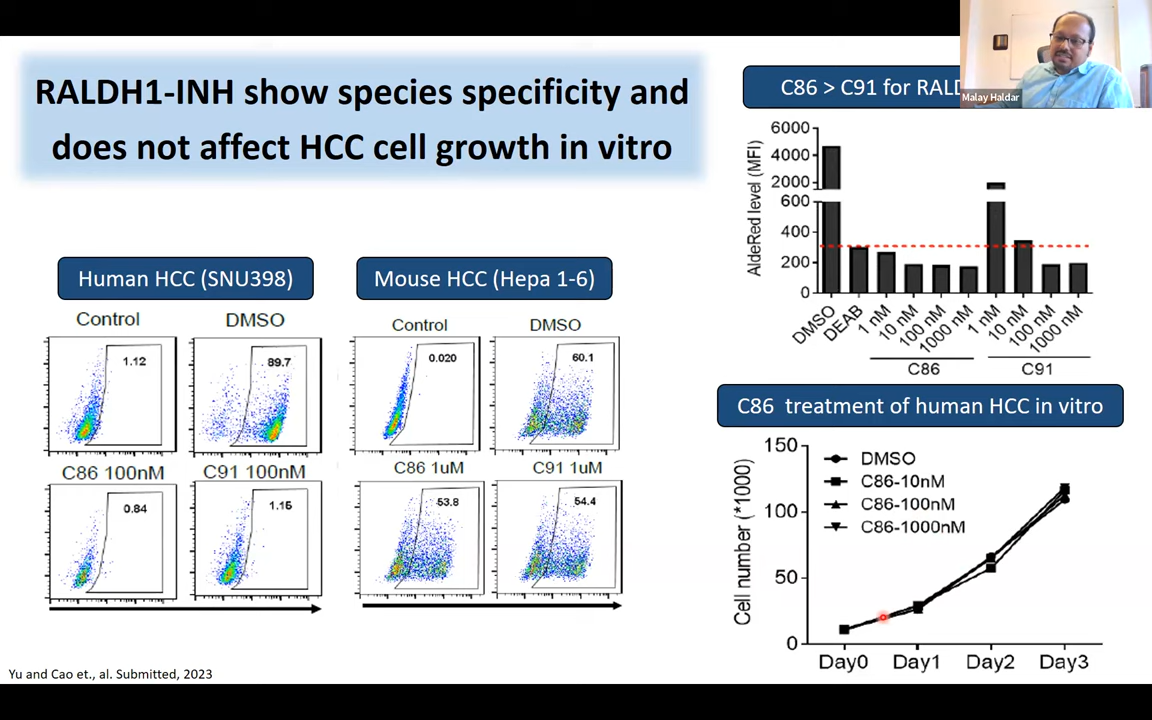 RALDH1-INH show species specificity and
does not affect HCC cell growth in vitro
Human HCC (SNU398)
Control
1.12
DMSO
89.7
C86 100nM
0.84
C91 100nM
1.15
Mouse HCC (Hepa 1-6)
Control
0.020
DMSO
60.1
C86 1uM
53.8
C91 1uM
54.4
C86 > C91 for RALD
Malay Haldar
AldeRed level (MFI)
6000
4000
2000
600
400
200
0
DMSO
DEAB
1 nM
10 nM
100 nM
1000 nM
1 nM
10 nM
100 nM
1000 nM
C86
C91
C86 treatment of human HCC in vitro
Cell number (*1000)
150
100
50
0
DMSO
C86-10nM
C86-100nM
C86-1000nM
Day0
Day1
Day2
Day3
Yu and Cao et., al. Submitted, 2023